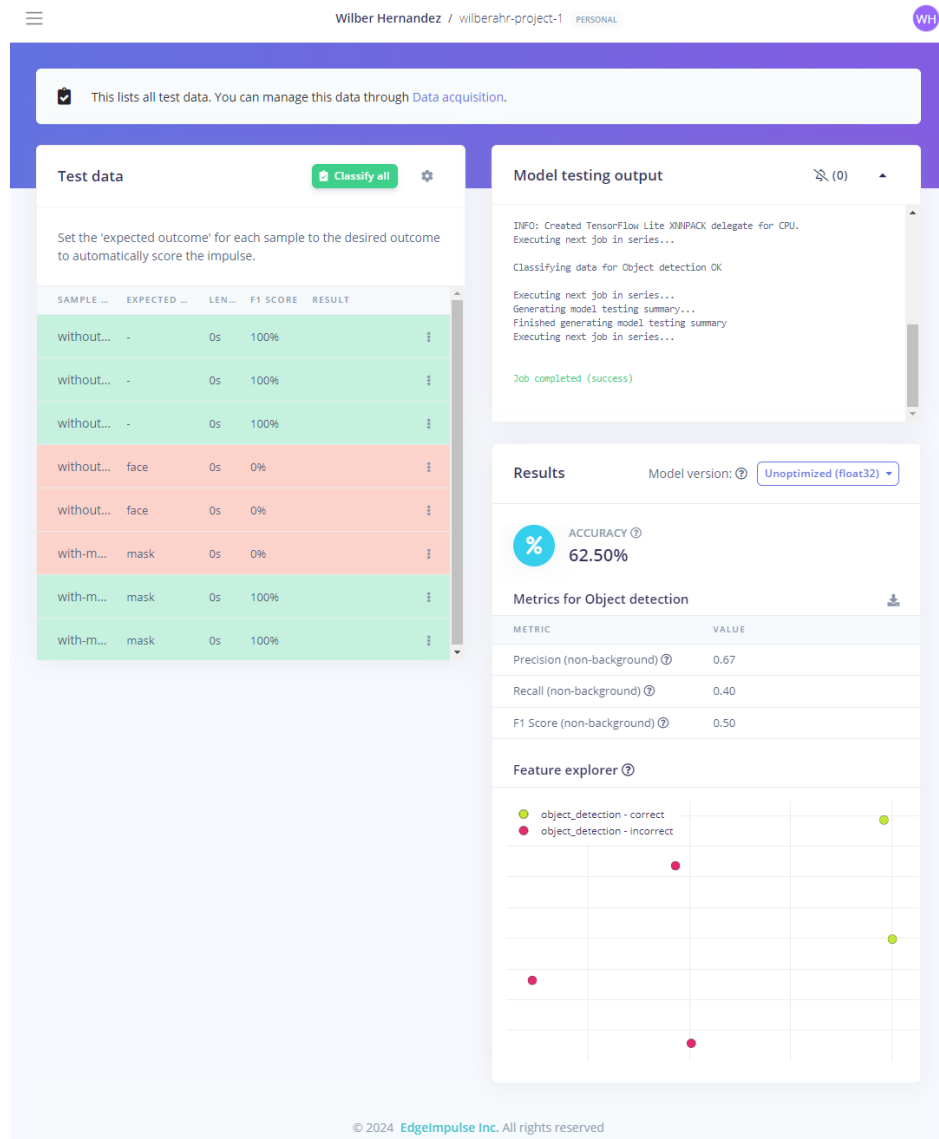 Wilber Hernandez / wilberahr-project-1 PERSONAL
WH
This lists all test data. You can manage this data through Data acquisition.
Test data
Classify all
Set the 'expected outcome' for each sample to the desired outcome
to automatically score the impulse.
SAMPLE ... EXPECTED ... LEN... F1 SCORE RESULT
without... - 0s 100%
without... - 0s 100%
without... - 0s 100%
without... face 0s 0%
without... face 0s 0%
with-m... mask 0s 0%
with-m... mask 0s 100%
with-m... mask 0s 100%
Model testing output
(0)
INFO: Created TensorFlow Lite XNNPACK delegate for CPU.
Executing next job in series...
Classifying data for Object detection OK
Executing next job in series...
Generating model testing summary...
Finished generating model testing summary
Executing next job in series...
Job completed (success)
Results
Model version: ? Unoptimized (float32)
%
ACCURACY ?
62.50%
Metrics for Object detection
METRIC VALUE
Precision (non-background) ? 0.67
Recall (non-background) ? 0.40
F1 Score (non-background) ? 0.50
Feature explorer ?
object_detection - correct
object_detection - incorrect
© 2024 EdgeImpulse Inc. All rights reserved